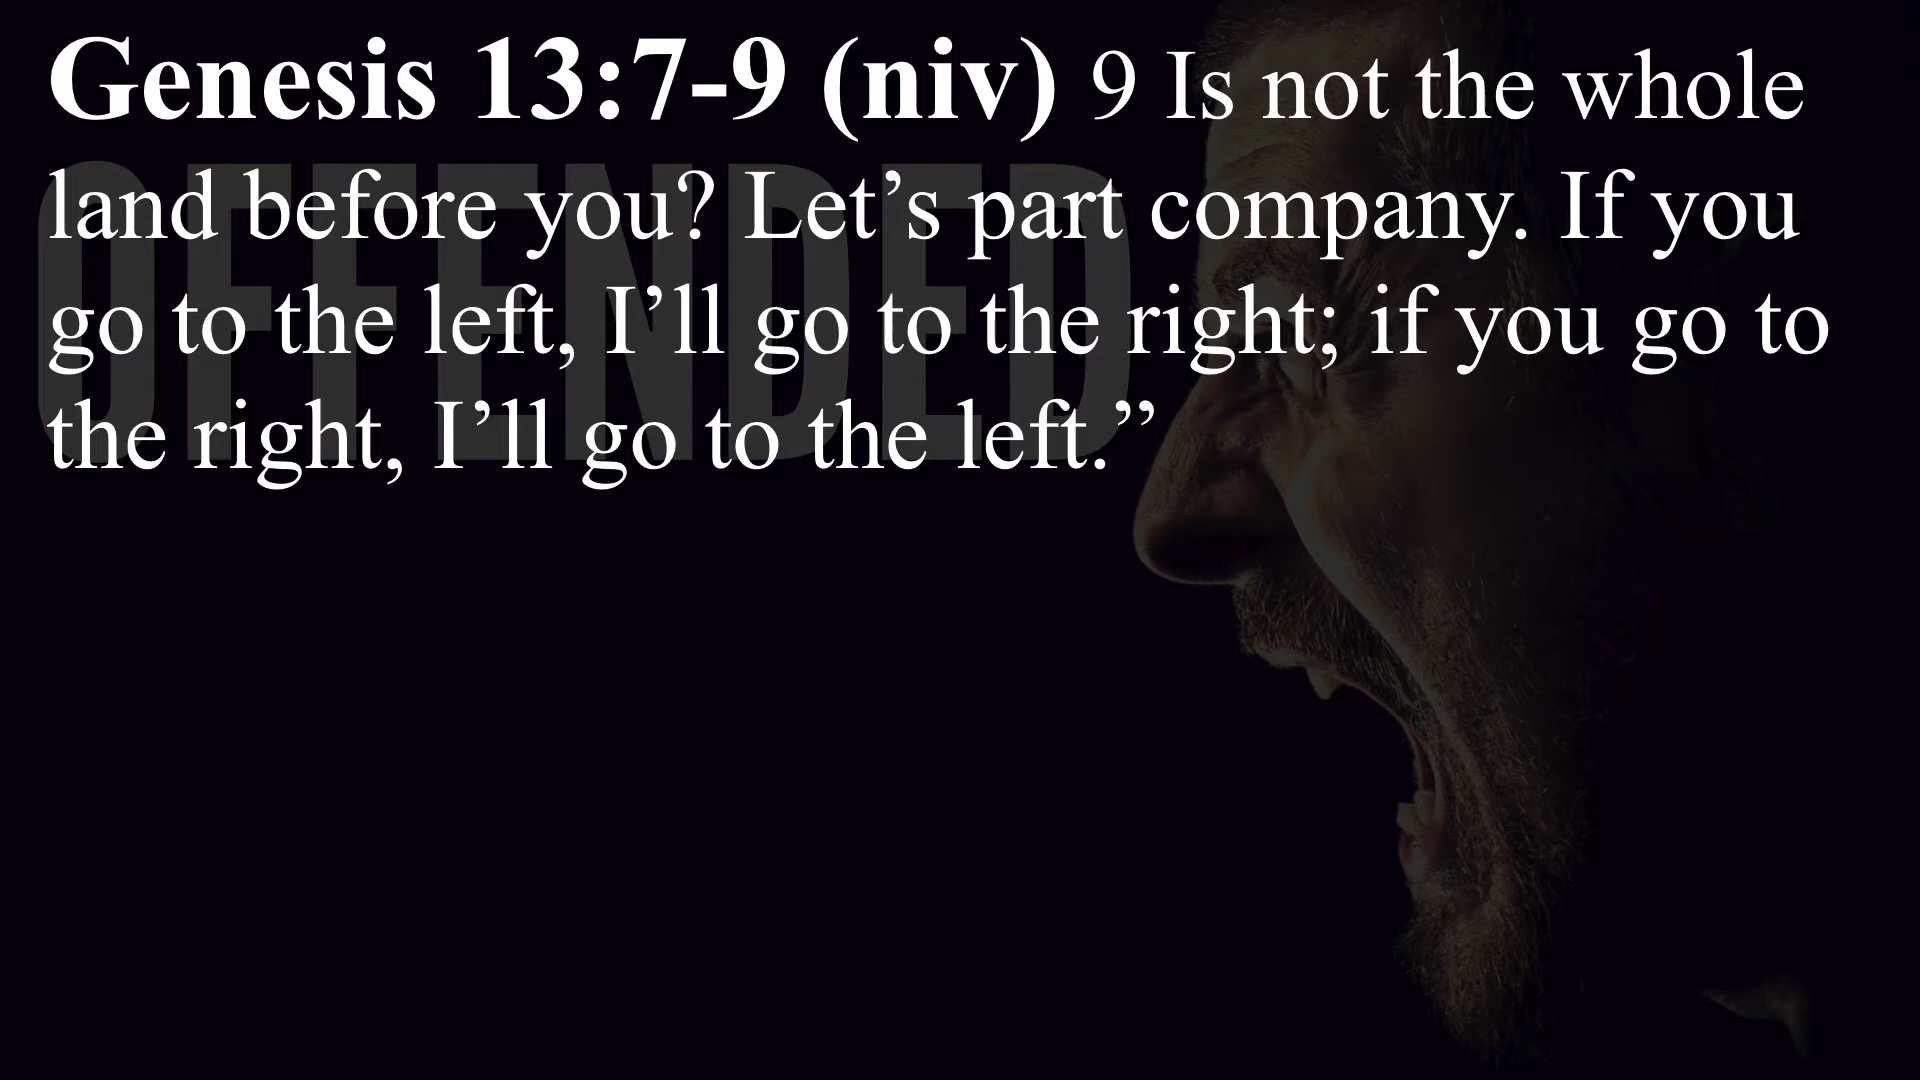 Genesis 13:7-9 (niv) 9 Is not the whole
land before you? Let’s part company. If you
go to the left, I’ll go to the right; if you go to
the right, I’ll go to the left.”
OFFENDED